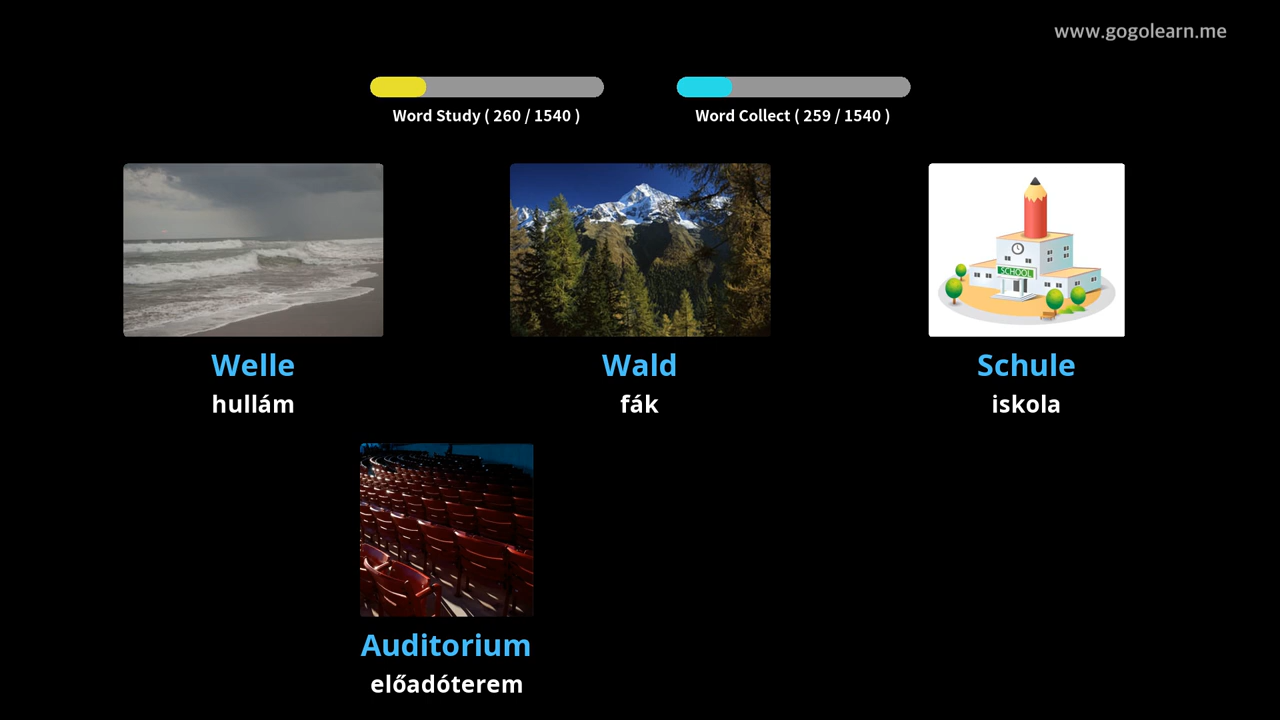 www.gogolearn.me
Word Study ( 260 / 1540 )
Word Collect ( 259 / 1540 )
SCHOOL
Welle
hullám
Wald
fák
Schule
iskola
Auditorium
előadóterem